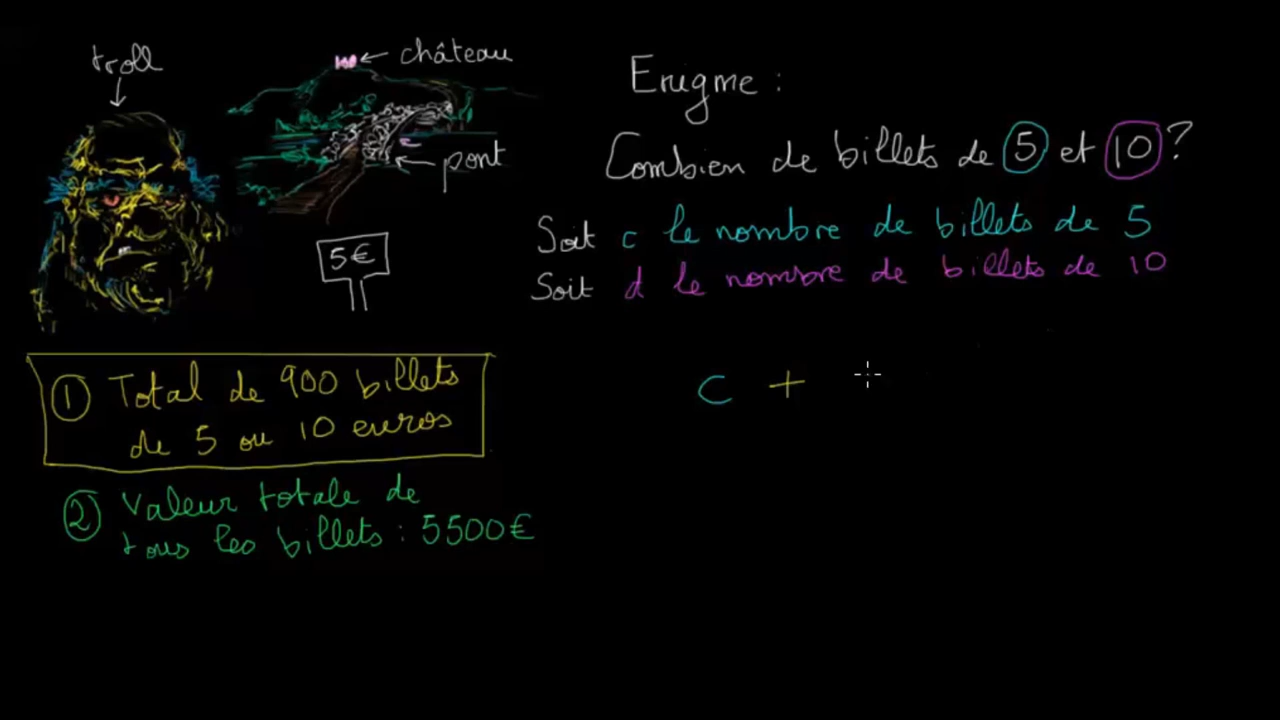 troll
château
pont
5€
① Total de 900 billets
de 5 ou 10 euros
② Valeur totale de
tous les billets : 5500€
Enigme :
Combien de billets de 5 et 10 ?
Soit c le nombre de billets de 5
Soit d le nombre de billets de 10
c +